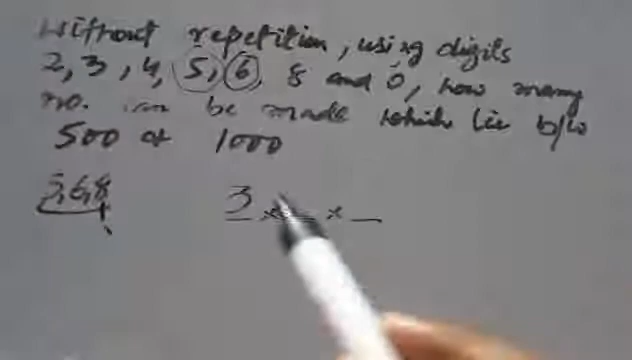 Without repetition, using digits
2, 3, 4, 5, 6, 8 and 0, how many
no. can be made which lie b/w
500 & 1000
5,6,8
3 × _ × _